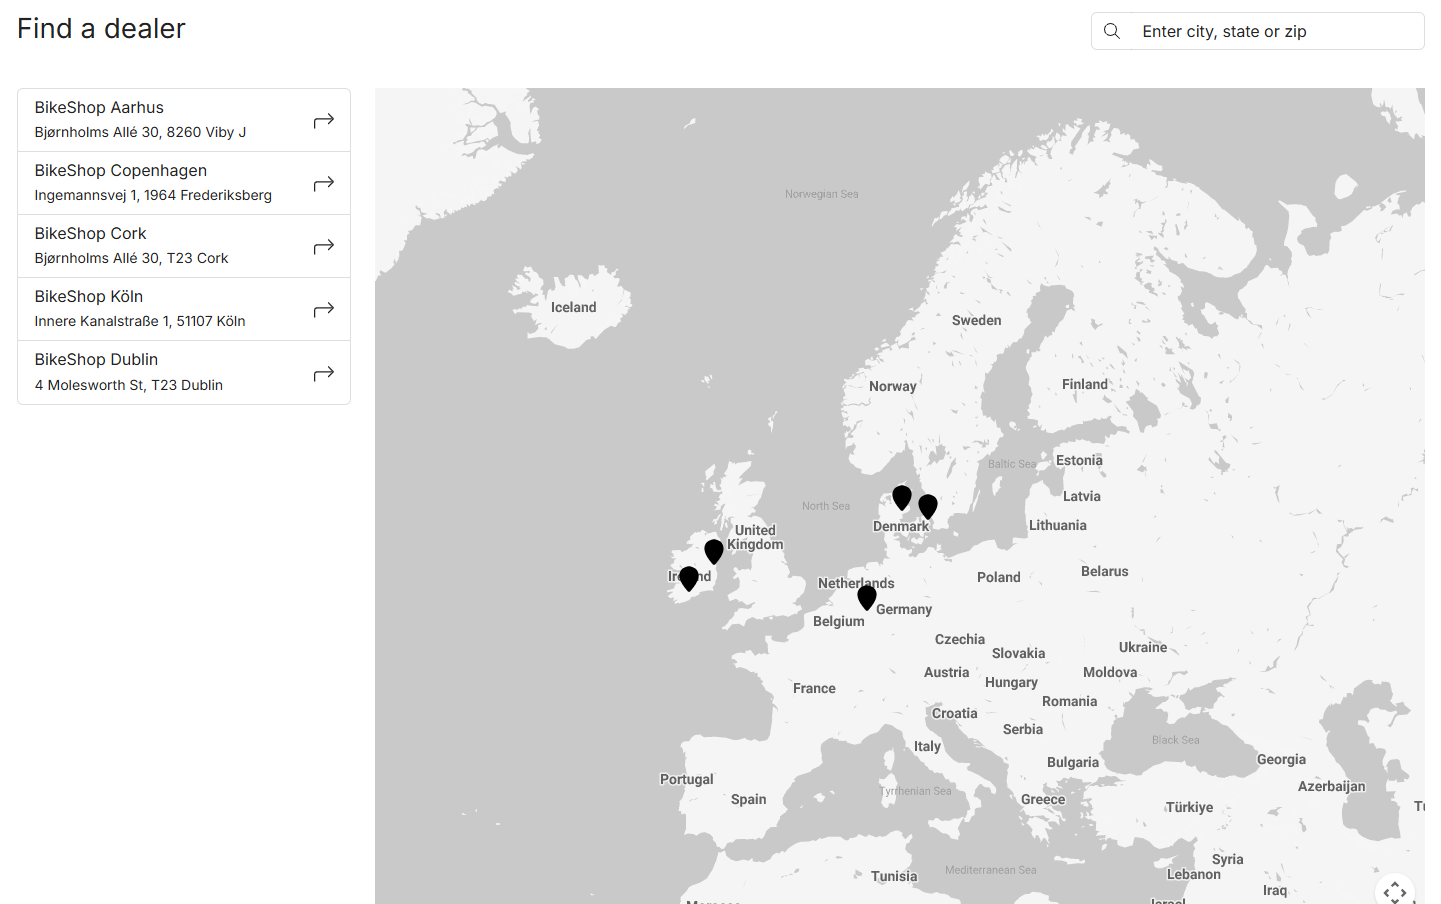 Find a dealer
Enter city, state or zip
BikeShop Aarhus
Bjørnholms Allé 30, 8260 Viby J
BikeShop Copenhagen
Ingemannsvej 1, 1964 Frederiksberg
BikeShop Cork
Bjørnholms Allé 30, T23 Cork
BikeShop Köln
Innere Kanalstraße 1, 51107 Köln
BikeShop Dublin
4 Molesworth St, T23 Dublin
Norwegian Sea
Iceland
Sweden
Norway
Finland
Baltic Sea
Estonia
Latvia
North Sea
Denmark
Lithuania
United
Kingdom
Belarus
Poland
Netherlands
Germany
Belgium
Czechia
Slovakia
Ukraine
Austria
Moldova
Hungary
France
Romania
Croatia
Serbia
Black Sea
Italy
Georgia
Bulgaria
Portugal
Azerbaijan
Tyrrhenian Sea
Spain
Greece
Türkiye
Syria
Mediterranean Sea
Lebanon
Tunisia
Iraq